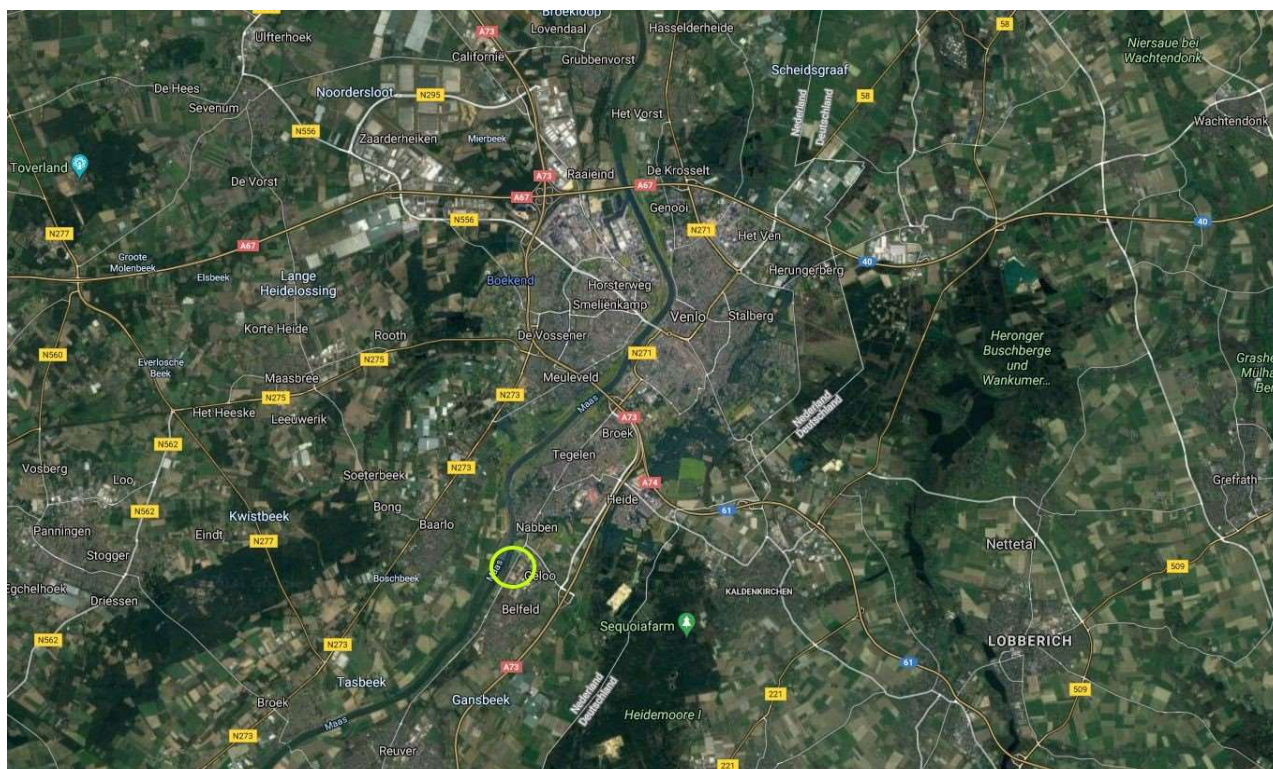 Broekloop
Lovendaal
Hasselderheide
58
Ulfterhoek
A73
Californië
Grubbenvorst
Niersaue bei
Wachtendonk
Scheidsgraaf
De Hees
Noordersloot
N295
58
Sevenum
Het Vorst
Nederland
Deutschland
Wachtendonk
N556
Zaarderheiken
Mierbeek
Toverland
De Vorst
Raaieind
De Krosselt
A73
A67
A67
Genooi
N556
N271
40
N277
A67
Het Ven
Groote
Molenbeek
Elsbeek
Lange
Heidelossing
Boekend
Horsterweg
Herungerberg
40
Smeliënkamp
Venlo
Stalberg
Korte Heide
Rooth
De Vossener
Heronger
Buschberge
und
Wankumer...
N560
Everlosche
Beek
N275
N271
Maasbree
Meuleveld
Het Heeske
N275
N273
Maas
Leeuwerik
A73
Nederland
Deutschland
N562
Broek
Tegelen
Vosberg
Loo
Soeterbeek
N273
A74
Grefrath
Heide
N562
Kwistbeek
Bong
61
Panningen
Eindt
Baarlo
Nabben
Stogger
N277
Nettetal
Maas
Geloo
509
Egchelhoek
Boschbeek
KALDENKIRCHEN
Driessen
Belfeld
Sequoiafarm
N562
N273
LOBBERICH
61
A73
Tasbeek
Nederland
Deutschland
509
Broek
Gansbeek
221
Maas
Heidemoore I
N273
Reuver
221